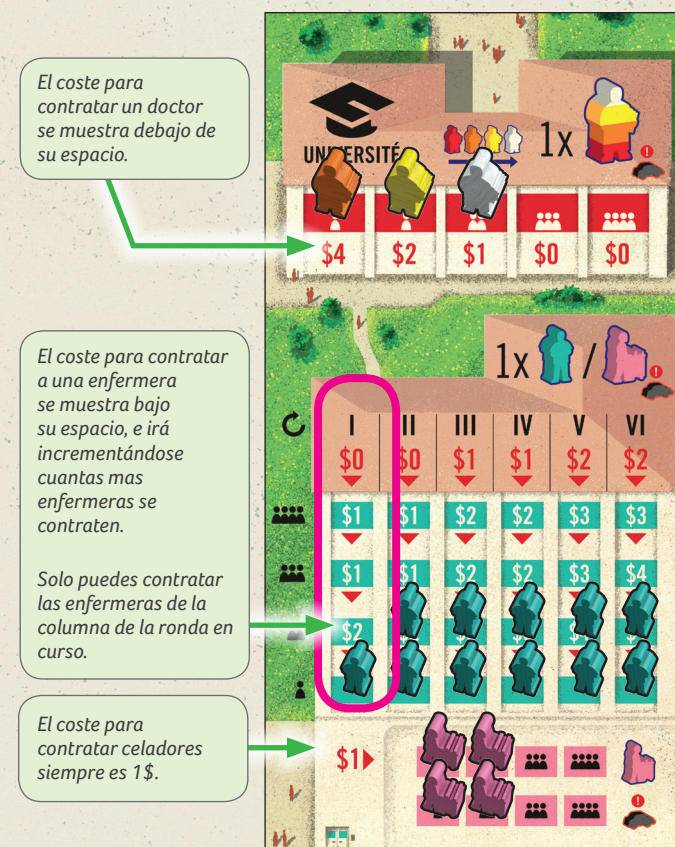 El coste para
contratar un doctor
se muestra debajo de
su espacio.
UNIVERSITÉ
1x
$4 $2 $1 $0 $0
El coste para contratar
a una enfermera
se muestra bajo
su espacio, e irá
incrementándose
cuantas mas
enfermeras se
contraten.
Solo puedes contratar
las enfermeras de la
columna de la ronda en
curso.
1x /
I II III IV V VI
$0 $0 $1 $1 $2 $2
$1 $1 $2 $2 $3 $3
$1 $1 $2 $2 $3 $4
$2
El coste para
contratar celadores
siempre es 1$.
$1